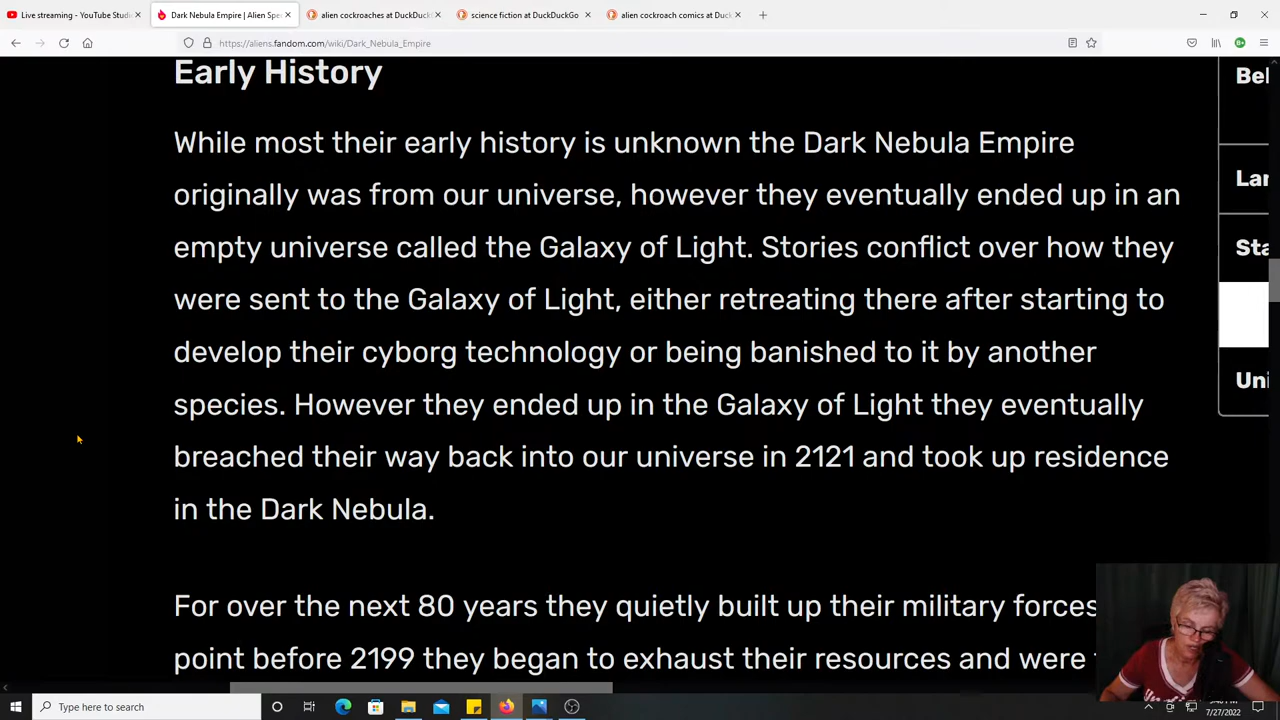 Live streaming - YouTube Studi
Dark Nebula Empire | Alien Spe
alien cockroaches at DuckDuck
science fiction at DuckDuckGo
alien cockroach comics at Duc
https://aliens.fandom.com/wiki/Dark_Nebula_Empire
Early History
While most their early history is unknown the Dark Nebula Empire
originally was from our universe, however they eventually ended up in an
empty universe called the Galaxy of Light. Stories conflict over how they
were sent to the Galaxy of Light, either retreating there after starting to
develop their cyborg technology or being banished to it by another
species. However they ended up in the Galaxy of Light they eventually
breached their way back into our universe in 2121 and took up residence
in the Dark Nebula.
For over the next 80 years they quietly built up their military forces
point before 2199 they began to exhaust their resources and were
Bel
Lan
Sta
Uni
Type here to search
7/27/2022